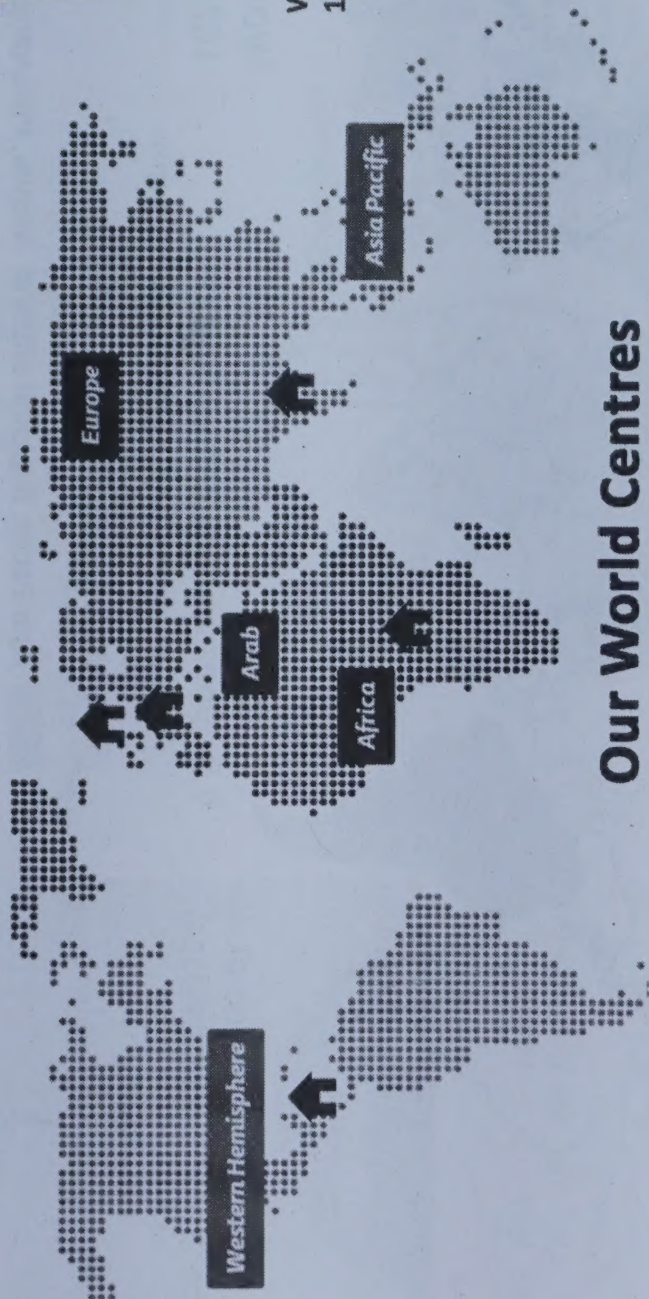 Europe
Asia Pacific
Arab
Africa
Western Hemisphere
Our World Centres